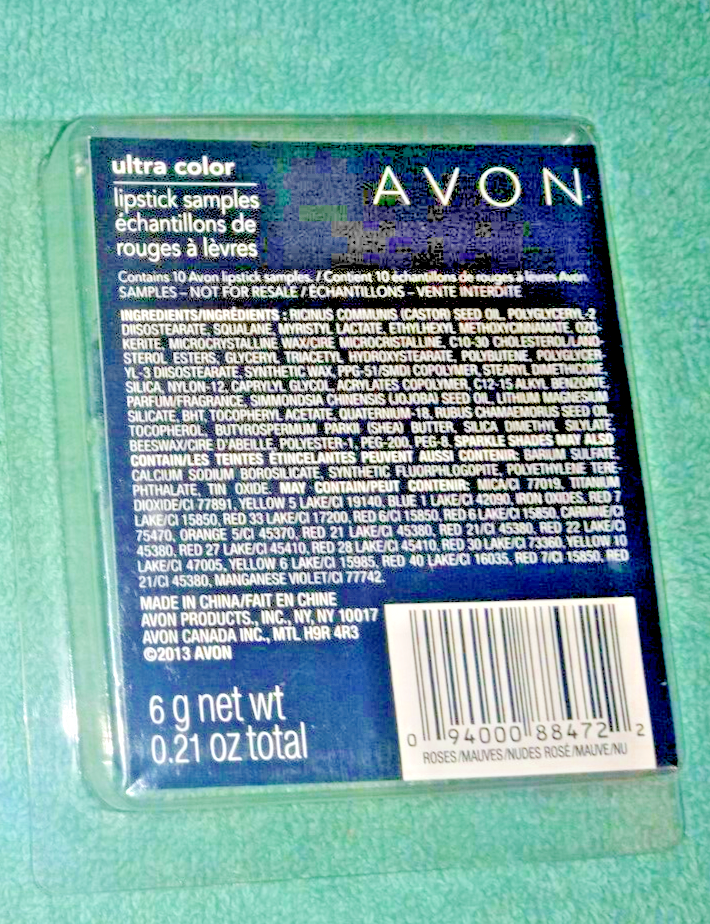 ultra color
AVON
lipstick samples
échantillons de
rouges à lèvres
Contains 10 Avon lipstick samples. / Contient 10 échantillons de rouges à lèvres Avon.
SAMPLES – NOT FOR RESALE / ÉCHANTILLONS – VENTE INTERDITE
INGREDIENTS/INGRÉDIENTS : RICINUS COMMUNIS (CASTOR) SEED OIL, POLYGLYCERYL-2
DIISOSTEARATE, SQUALANE, MYRISTYL LACTATE, ETHYLHEXYL METHOXYCINNAMATE, OZO-
KERITE, MICROCRYSTALLINE WAX/CIRE MICROCRISTALLINE, C10-30 CHOLESTEROL/LANO-
STEROL ESTERS, GLYCERYL TRIACETYL HYDROXYSTEARATE, POLYBUTENE, POLYGLYCER-
YL-3 DIISOSTEARATE, SYNTHETIC WAX, PPG-51/SMDI COPOLYMER, STEARYL DIMETHICONE,
SILICA, NYLON-12, CAPRYLYL GLYCOL, ACRYLATES COPOLYMER, C12-15 ALKYL BENZOATE,
PARFUM/FRAGRANCE, SIMMONDSIA CHINENSIS (JOJOBA) SEED OIL, LITHIUM MAGNESIUM
SILICATE, BHT, TOCOPHERYL ACETATE, QUATERNIUM-18, RUBUS CHAMAEMORUS SEED OIL,
TOCOPHEROL, BUTYROSPERMUM PARKII (SHEA) BUTTER, SILICA DIMETHYL SILYLATE,
BEESWAX/CIRE D'ABEILLE, POLYESTER-1, PEG-200, PEG-8. SPARKLE SHADES MAY ALSO
CONTAIN/LES TEINTES ÉTINCELANTES PEUVENT AUSSI CONTENIR: BARIUM SULFATE,
CALCIUM SODIUM BOROSILICATE, SYNTHETIC FLUORPHLOGOPITE, POLYETHYLENE TERE-
PHTHALATE, TIN OXIDE. MAY CONTAIN/PEUT CONTENIR: MICA/CI 77019, TITANIUM
DIOXIDE/CI 77891, YELLOW 5 LAKE/CI 19140, BLUE 1 LAKE/CI 42090, IRON OXIDES, RED 7
LAKE/CI 15850, RED 33 LAKE/CI 17200, RED 6/CI 15850, RED 6 LAKE/CI 15850, CARMINE/CI
75470, ORANGE 5/CI 45370, RED 21 LAKE/CI 45380, RED 21/CI 45380, RED 22 LAKE/CI
45380, RED 27 LAKE/CI 45410, RED 28 LAKE/CI 45410, RED 30 LAKE/CI 73360, YELLOW 10
LAKE/CI 47005, YELLOW 6 LAKE/CI 15985, RED 40 LAKE/CI 16035, RED 7/CI 15850, RED
21/CI 45380, MANGANESE VIOLET/CI 77742.
MADE IN CHINA/FAIT EN CHINE
AVON PRODUCTS., INC., NY, NY 10017
AVON CANADA INC., MTL H9R 4R3
©2013 AVON
6 g net wt
0.21 oz total
0 94000 88472 2
ROSES/MAUVES/NUDES ROSÉ/MAUVE/NU